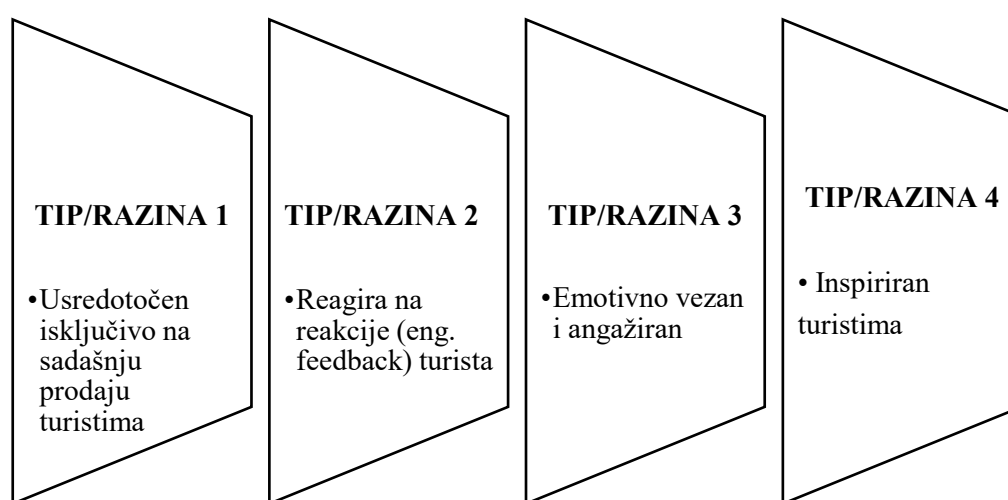 TIP/RAZINA 1
•Usredotočen
isključivo na
sadašnju
prodaju
turistima
TIP/RAZINA 2
•Reagira na
reakcije (eng.
feedback) turista
TIP/RAZINA 3
•Emotivno vezan
i angažiran
TIP/RAZINA 4
• Inspiriran
turistima